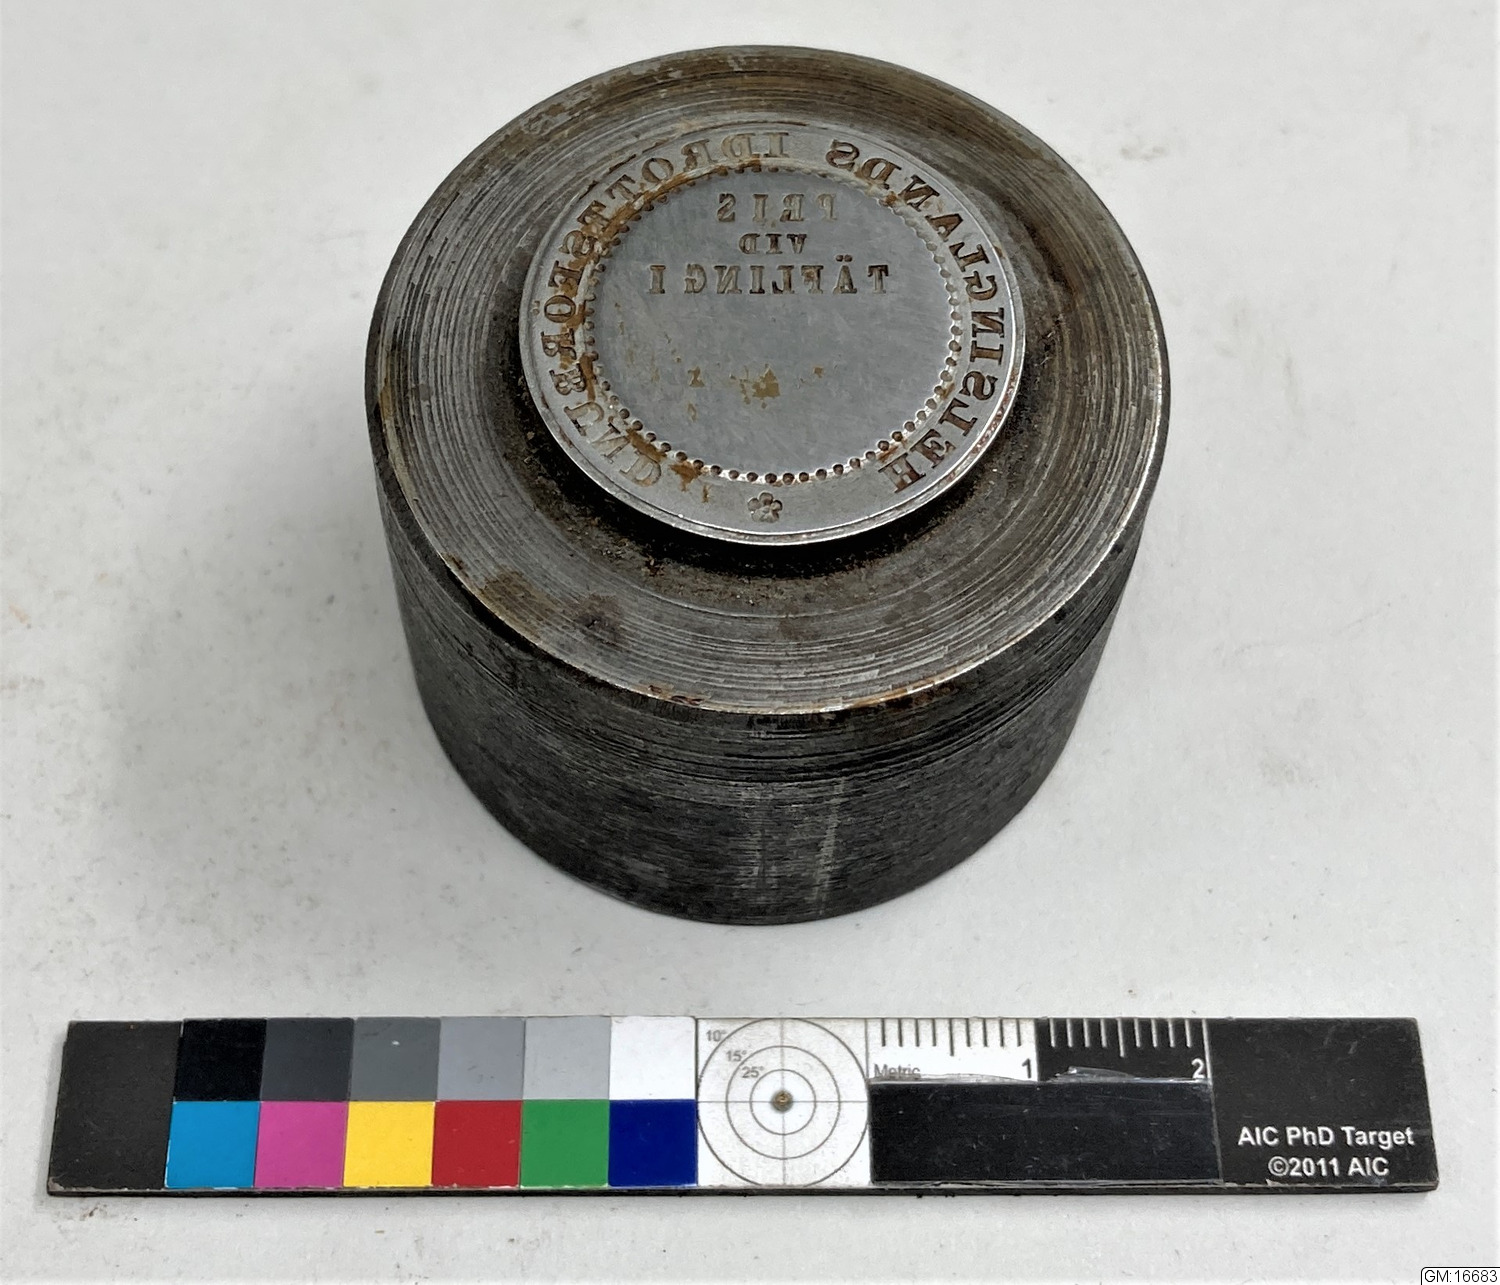 HELSINGLANDS IDROTTSFÖRBUND
PRIS
VID
TÄFLING I
10°
15°
25°
Metric
1
2
AIC PhD Target
©2011 AIC
GM:16683